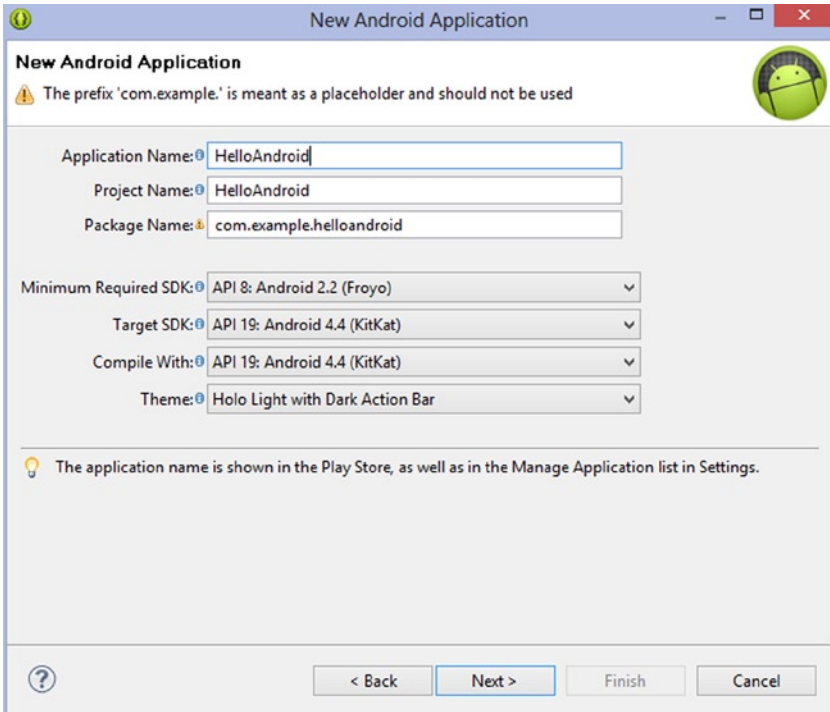 New Android Application
New Android Application
The prefix 'com.example.' is meant as a placeholder and should not be used
Application Name: HelloAndroid
Project Name: HelloAndroid
Package Name: com.example.helloandroid
Minimum Required SDK: API 8: Android 2.2 (Froyo)
Target SDK: API 19: Android 4.4 (KitKat)
Compile With: API 19: Android 4.4 (KitKat)
Theme: Holo Light with Dark Action Bar
The application name is shown in the Play Store, as well as in the Manage Application list in Settings.
? < Back Next > Finish Cancel